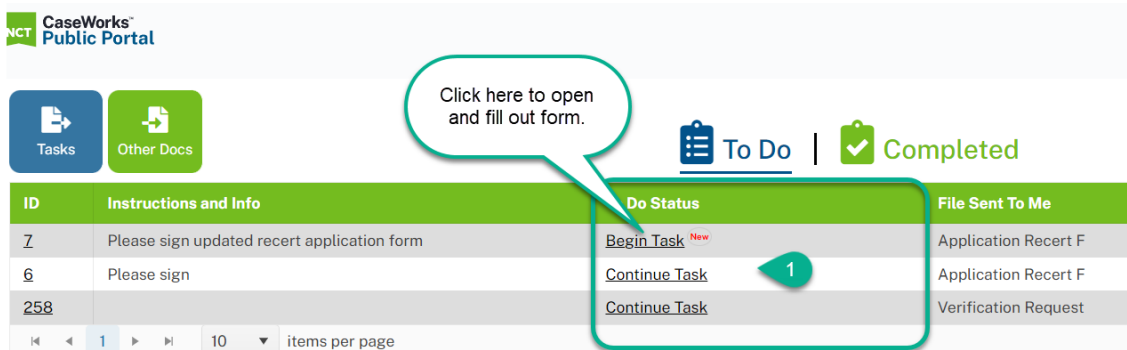 NCT CaseWorks™
Public Portal
Click here to open
and fill out form.
Tasks
Other Docs
To Do | Completed
ID Instructions and Info Do Status File Sent To Me
7 Please sign updated recert application form Begin Task New Application Recert F
6 Please sign Continue Task 1 Application Recert F
258 Continue Task Verification Request
1 10 items per page